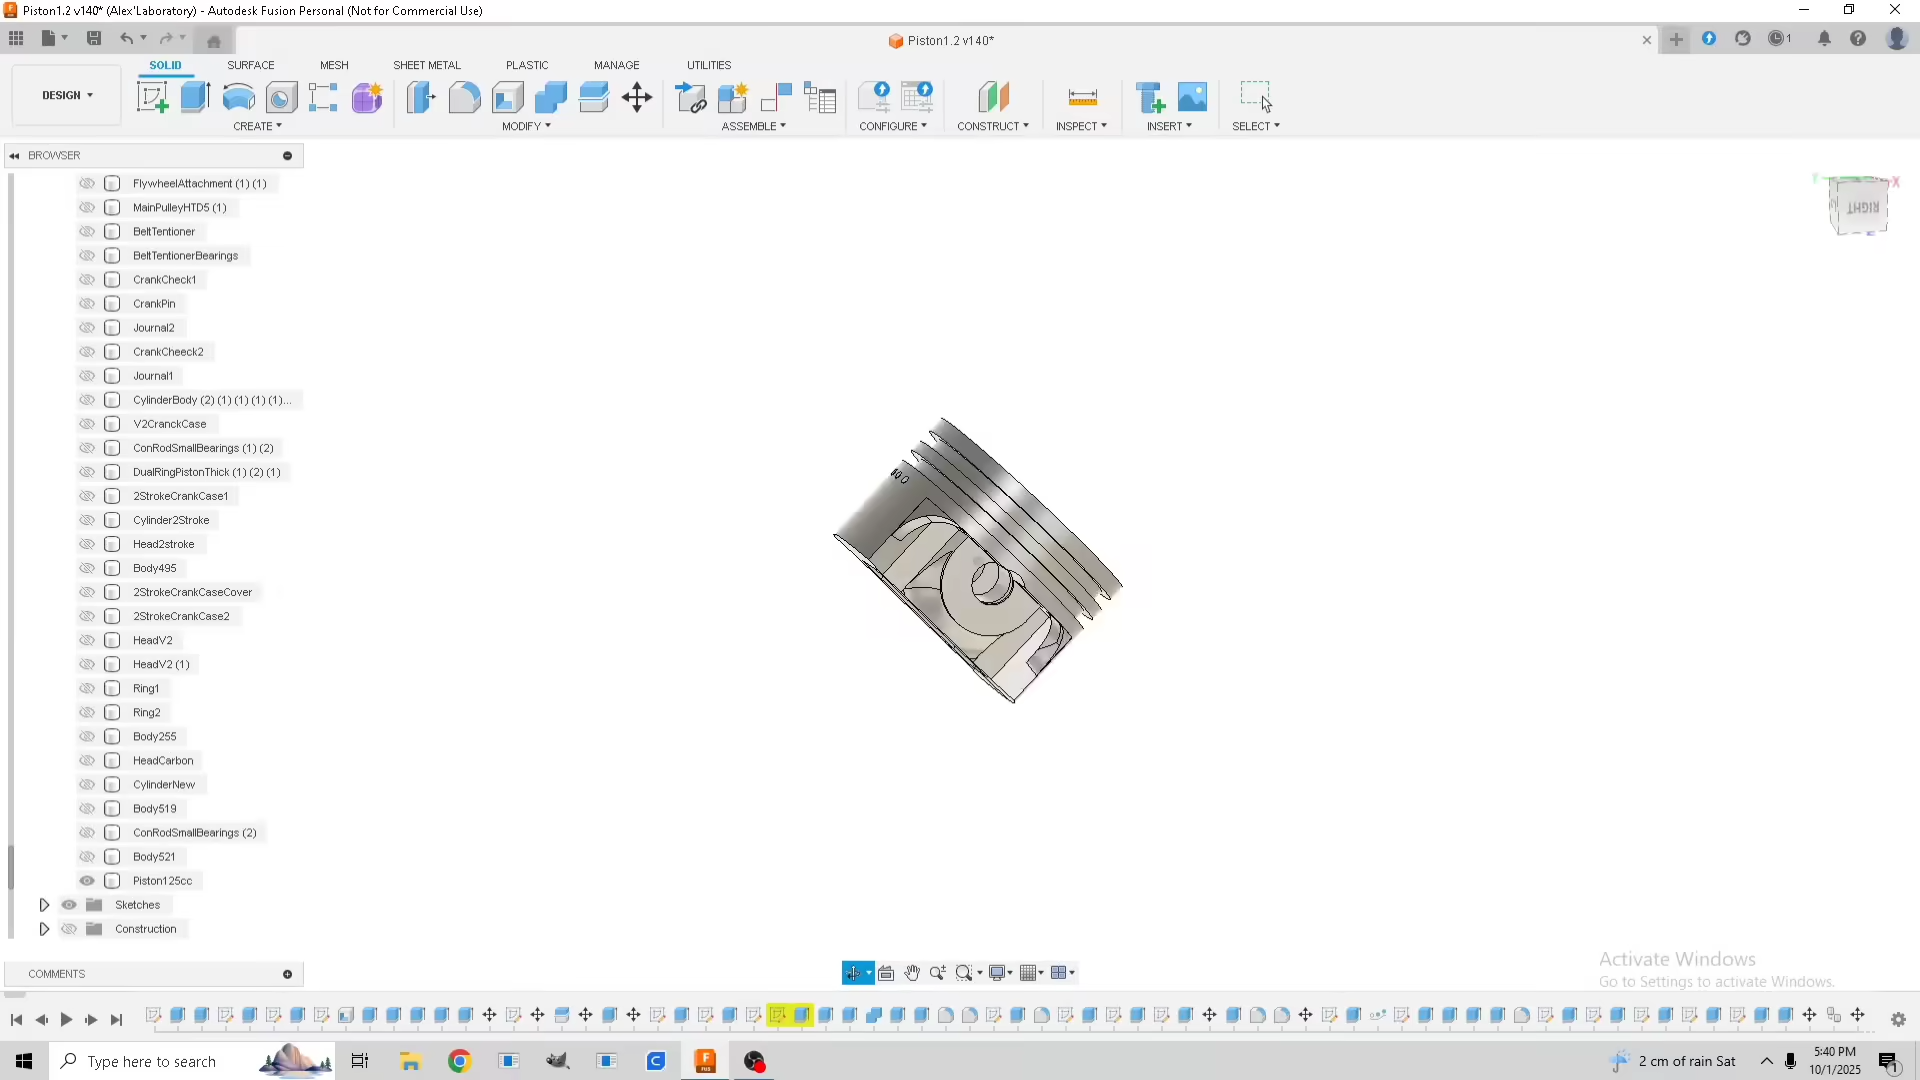 Piston1.2 v140* (Alex'Laboratory) - Autodesk Fusion Personal (Not for Commercial Use)
Piston1.2 v140*
1
SOLID SURFACE MESH SHEET METAL PLASTIC MANAGE UTILITIES
DESIGN
CREATE MODIFY ASSEMBLE CONFIGURE CONSTRUCT INSPECT INSERT SELECT
BROWSER
FlywheelAttachment (1) (1)
MainPulleyHTD5 (1)
BeltTentioner
BeltTentionerBearings
CrankCheck1
CrankPin
Journal2
CrankCheeck2
Journal1
CylinderBody (2) (1) (1) (1) (1)...
V2CranckCase
ConRodSmallBearings (1) (2)
DualRingPistonThick (1) (2) (1)
2StrokeCrankCase1
Cylinder2Stroke
Head2stroke
Body495
2StrokeCrankCaseCover
2StrokeCrankCase2
HeadV2
HeadV2 (1)
Ring1
Ring2
Body255
HeadCarbon
CylinderNew
Body519
ConRodSmallBearings (2)
Body521
Piston125cc
Sketches
Construction
Y X
RIGHT
COMMENTS
Activate Windows
Go to Settings to activate Windows.
Type here to search
2 cm of rain Sat
5:40 PM
10/1/2025
1